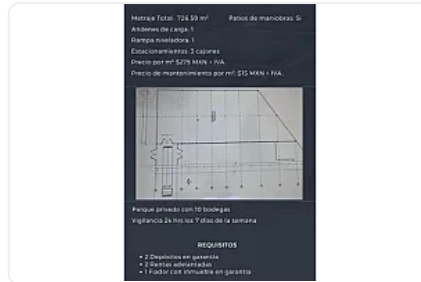 Metraje Total: 726.59 m² Patios de maniobras: Si
Andenes de carga: 1
Rampa niveladora: 1
Estacionamientos: 3 cajones
Precio por m² $275 MXN + IVA.
Precio de mantenimiento por m²: $15 MXN + IVA.
Parque privado con 10 bodegas
Vigilancia 24 hrs los 7 días de la semana
REQUISITOS
• 2 Depósitos en garantía
• 2 Rentas adelantadas
• 1 Fiador con inmueble en garantía